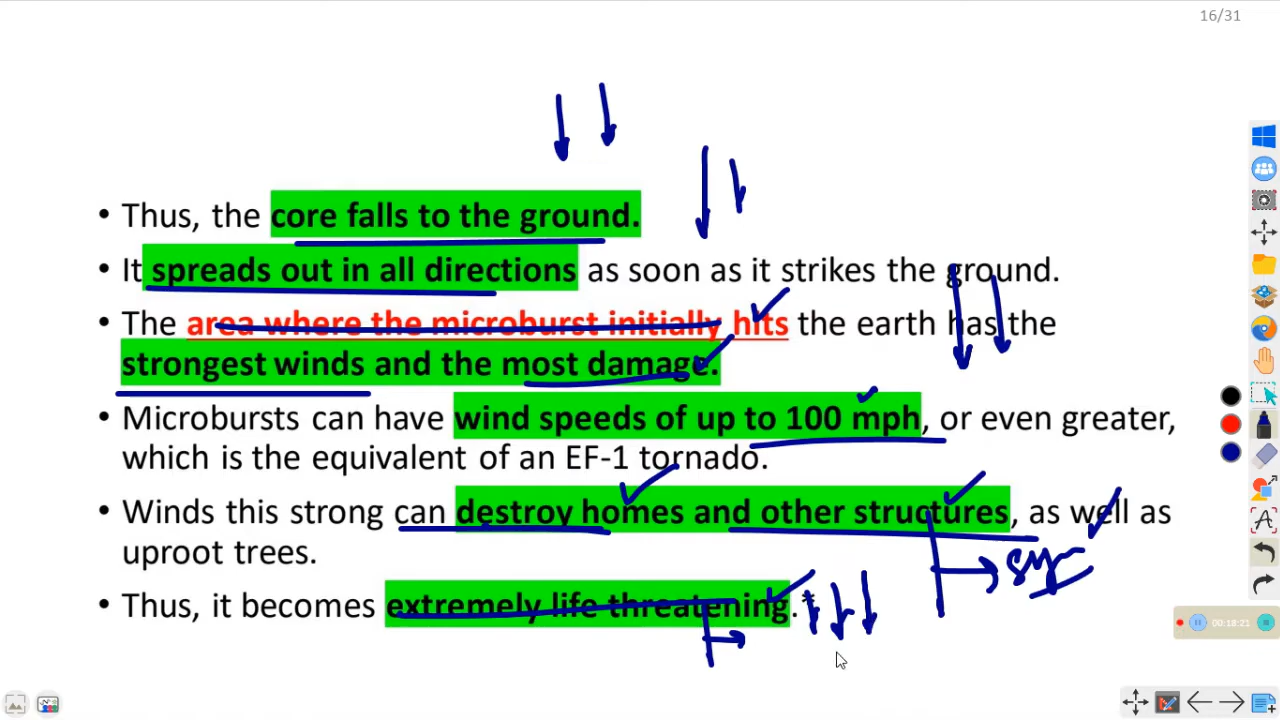 16/31
• Thus, the core falls to the ground.
• It spreads out in all directions as soon as it strikes the ground.
• The area where the microburst initially hits the earth has the
strongest winds and the most damage.
• Microbursts can have wind speeds of up to 100 mph, or even greater,
which is the equivalent of an EF-1 tornado.
• Winds this strong can destroy homes and other structures, as well as
uproot trees.
• Thus, it becomes extremely life threatening.*
00:18:21